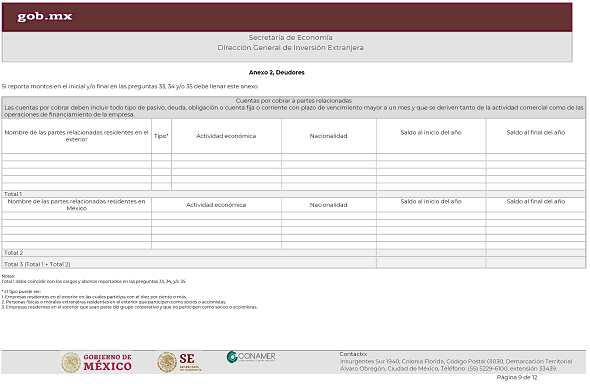 gob.mx
Secretaría de Economía
Dirección General de Inversión Extranjera
Anexo 2, Deudores
Si reporta montos en el inicial y/o final en las preguntas 33, 34 y/o 35 debe llenar este anexo
Cuentas por cobrar a partes relacionadas
Las cuentas por cobrar deben incluir todo tipo de pasivo, deuda, obligación o cuenta fija o corriente con plazo de vencimiento mayor a un mes y que se deriven tanto de la actividad comercial como de las
operaciones de financiamiento de la empresa.
Nombre de las partes relacionadas residentes en el exterior Tipo* Actividad económica Nacionalidad Saldo al inicio del año Saldo al final del año
Total 1
Nombre de las partes relacionadas residentes en México Actividad económica Nacionalidad Saldo al inicio del año Saldo al final del año
Total 2
Total 3 (Total 1 + Total 2)
Notas:
Total 1 debe coincidir con los cargos y abonos reportados en las preguntas 33, 34, y/o 35.
* El tipo puede ser:
1. Empresas residentes en el exterior en las cuales participa con el diez por ciento o más.
2. Personas físicas o morales extranjeras residentes en el exterior que participen como socios o accionistas.
3. Empresas residentes en el exterior que sean parte del grupo corporativo y que no participen como socios o accionistas.
GOBIERNO DE
MÉXICO
SE
SECRETARÍA
DE ECONOMÍA
CONAMER
Contacto:
Insurgentes Sur 1940, Colonia Florida, Código Postal 01030, Demarcación Territorial
Álvaro Obregón, Ciudad de México. Teléfono: (55) 5229-6100, extensión 33439.
Página 9 de 12